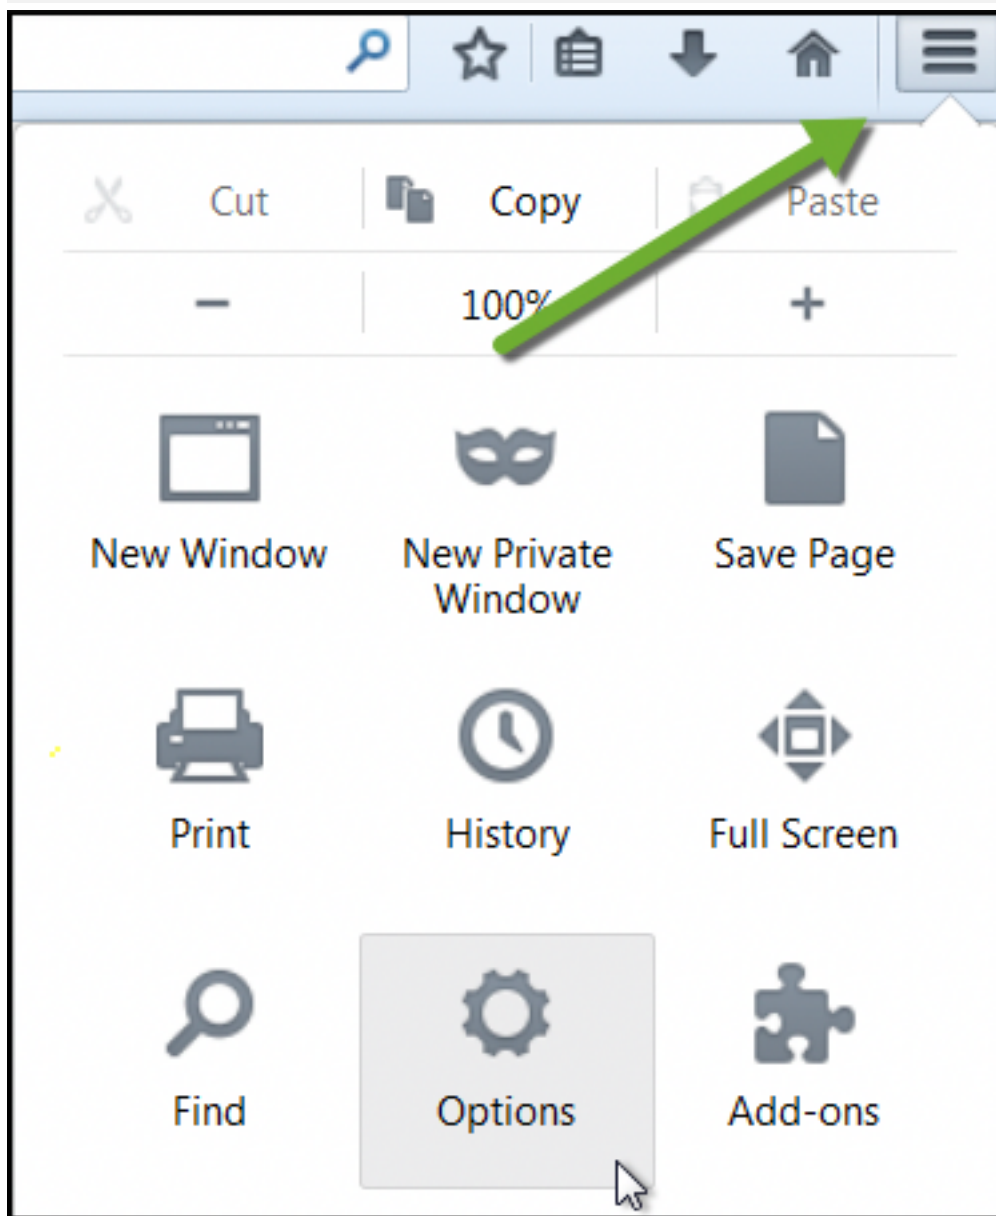 Cut Copy Paste
100%
New Window New Private Save Page
Window
Print History Full Screen
Find Options Add-ons